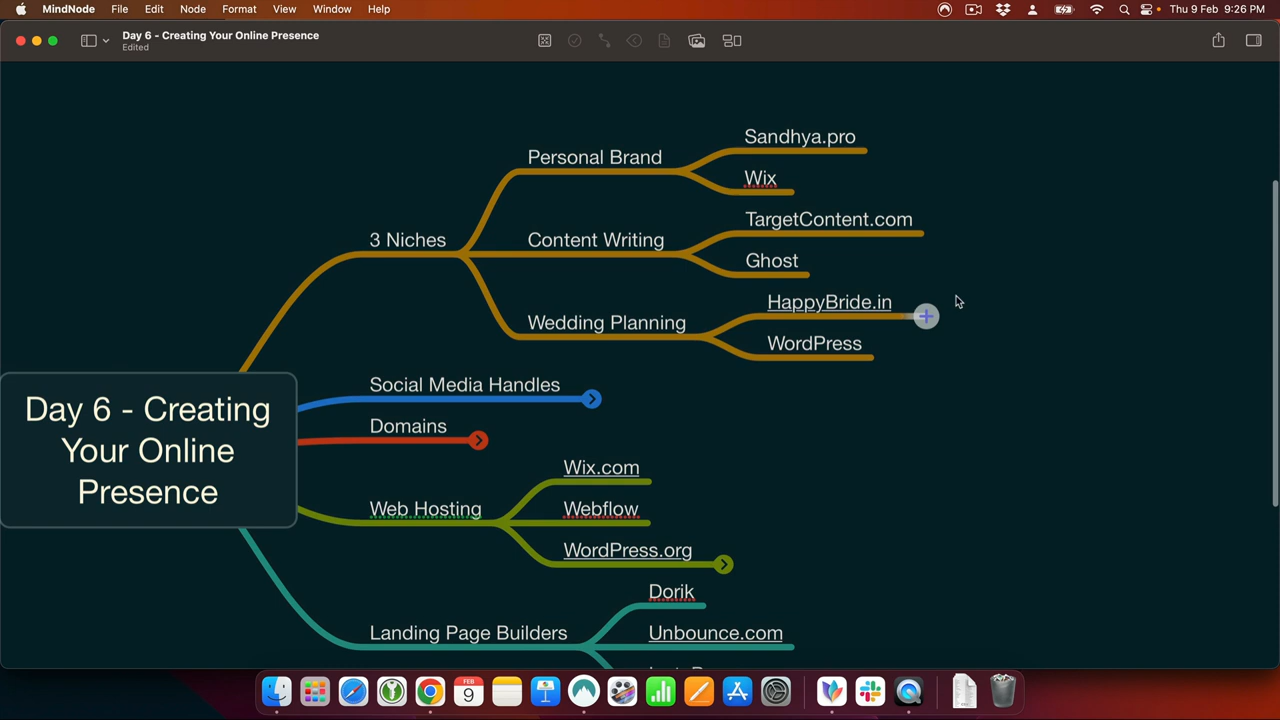 MindNode File Edit Node Format View Window Help Thu 9 Feb 9:26 PM
Day 6 - Creating Your Online Presence
Edited
Sandhya.pro
Personal Brand
Wix
TargetContent.com
3 Niches
Content Writing
Ghost
HappyBride.in
Wedding Planning
WordPress
Social Media Handles
Domains
Day 6 - Creating
Your Online
Presence
Wix.com
Web Hosting
Webflow
WordPress.org
Dorik
Landing Page Builders
Unbounce.com
FEB
9